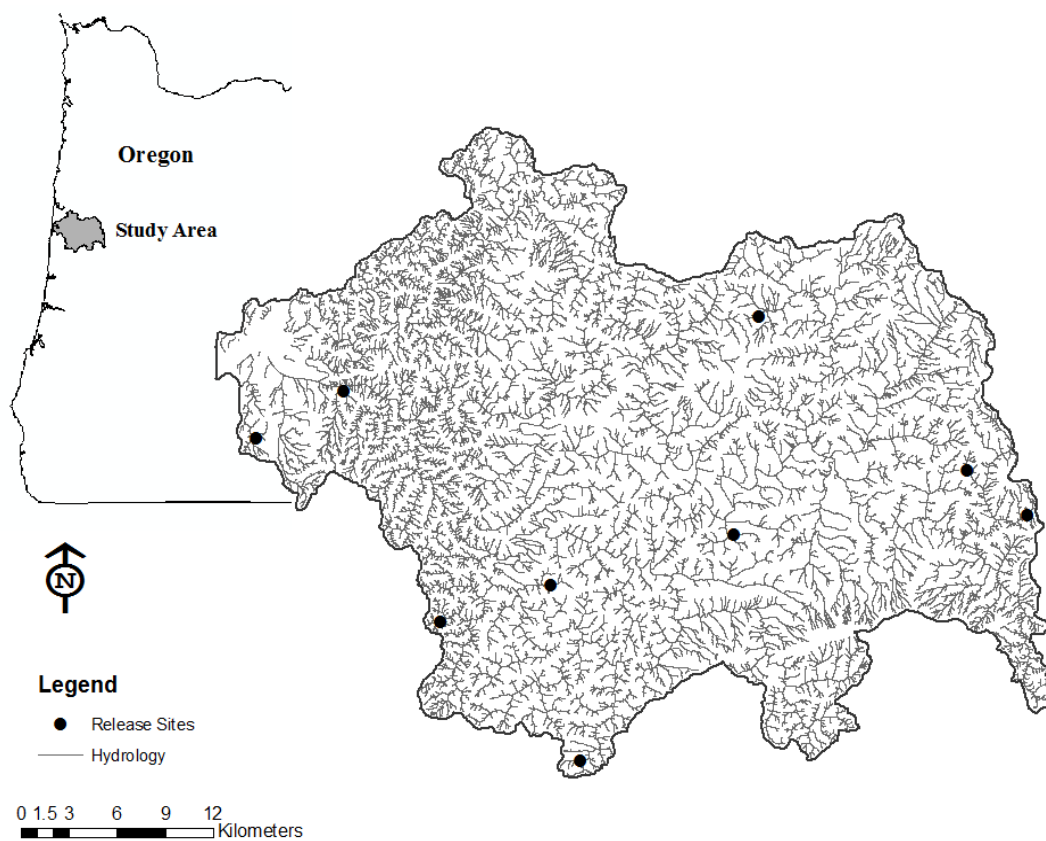 Oregon
Study Area
N
Legend
Release Sites
Hydrology
0 1.5 3 6 9 12
Kilometers